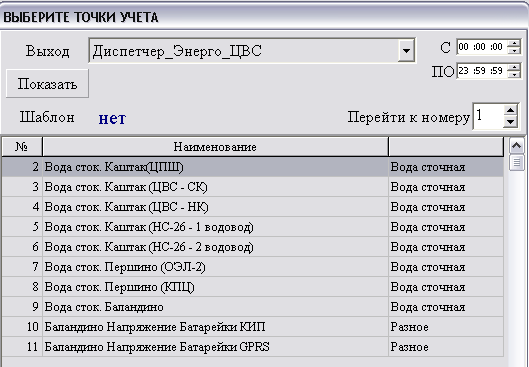 ВЫБЕРИТЕ ТОЧКИ УЧЕТА
Выход Диспетчер_Энерго_ЦВС С 00 :00 :00
ПО 23 :59 :59
Показать
Шаблон нет Перейти к номеру 1
№ Наименование
2 Вода сток. Каштак(ЦПШ) Вода сточная
3 Вода сток. Каштак (ЦВС - СК) Вода сточная
4 Вода сток. Каштак (ЦВС - НК) Вода сточная
5 Вода сток. Каштак (НС-26 - 1 водовод) Вода сточная
6 Вода сток. Каштак (НС-26 - 2 водовод) Вода сточная
7 Вода сток. Першино (ОЭЛ-2) Вода сточная
8 Вода сток. Першино (КПЦ) Вода сточная
9 Вода сток. Баландино Вода сточная
10 Баландино Напряжение Батарейки КИП Разное
11 Баландино Напряжение Батарейки GPRS Разное